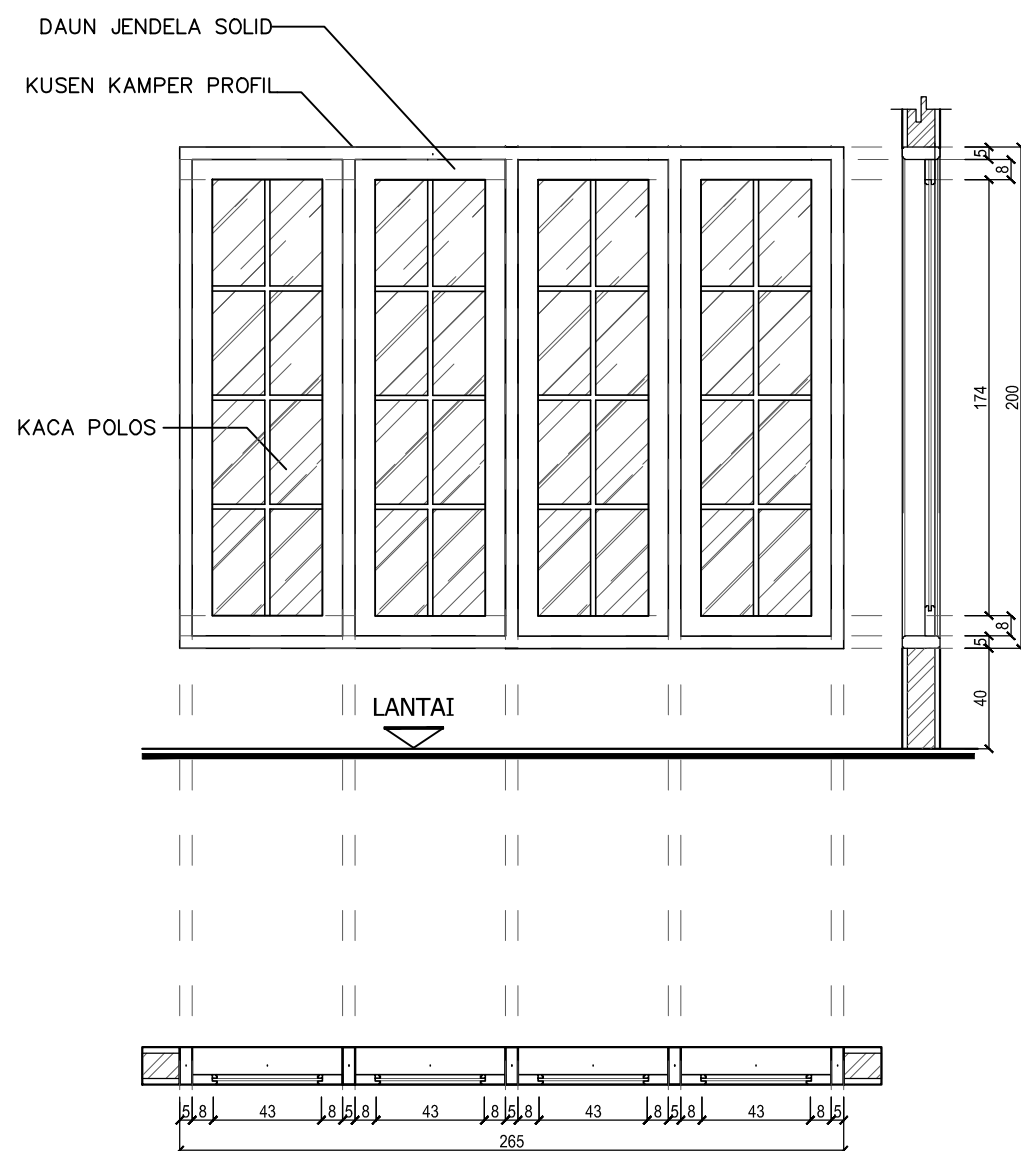 DAUN JENDELA SOLID
KUSEN KAMPER PROFIL
KACA POLOS
5
8
174
200
8
5
40
LANTAI
5 8 43 8 5 8 43 8 5 8 43 8 5 8 43 8 5
265